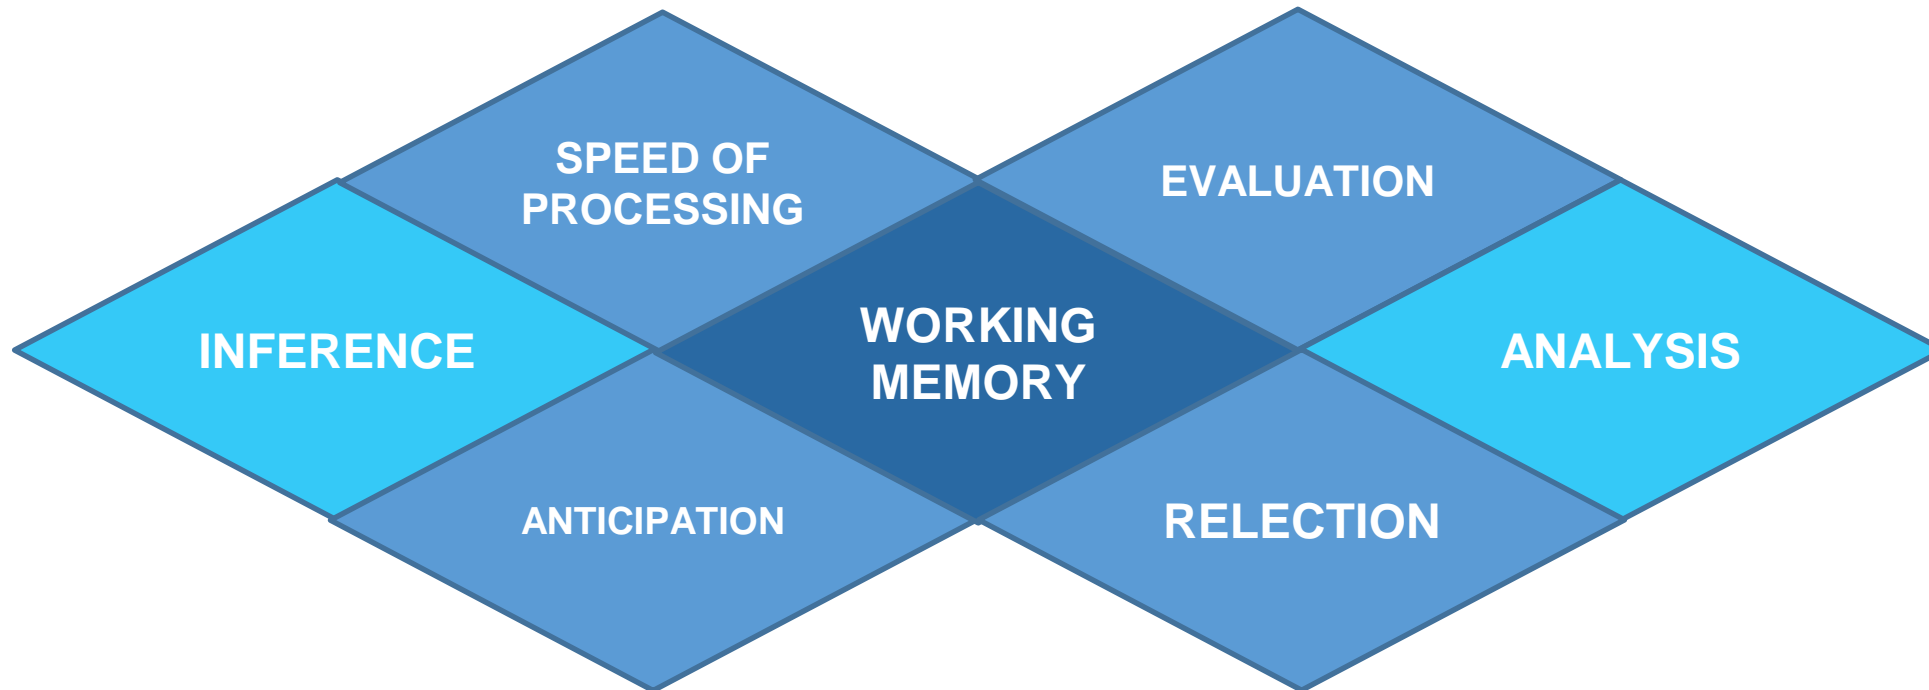 SPEED OF
PROCESSING
EVALUATION
INFERENCE
WORKING
MEMORY
ANALYSIS
ANTICIPATION
RELECTION